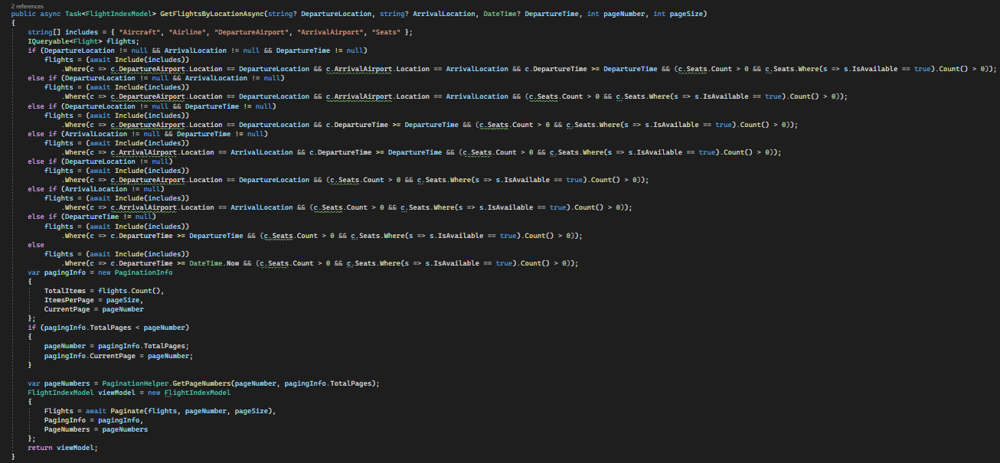 2 references
public async Task<FlightIndexModel> GetFlightsByLocationAsync(string? DepartureLocation, string? ArrivalLocation, DateTime? DepartureTime, int pageNumber, int pageSize)
{
string[] includes = { "Aircraft", "Airline", "DepartureAirport", "ArrivalAirport", "Seats" };
IQueryable<Flight> flights;
if (DepartureLocation != null && ArrivalLocation != null && DepartureTime != null)
flights = (await Include(includes))
.Where(c => c.DepartureAirport.Location == DepartureLocation && c.ArrivalAirport.Location == ArrivalLocation && c.DepartureTime >= DepartureTime && (c.Seats.Count > 0 && c.Seats.Where(s => s.IsAvailable == true).Count() > 0));
else if (DepartureLocation != null && ArrivalLocation != null)
flights = (await Include(includes))
.Where(c => c.DepartureAirport.Location == DepartureLocation && c.ArrivalAirport.Location == ArrivalLocation && (c.Seats.Count > 0 && c.Seats.Where(s => s.IsAvailable == true).Count() > 0));
else if (DepartureLocation != null && DepartureTime != null)
flights = (await Include(includes))
.Where(c => c.DepartureAirport.Location == DepartureLocation && c.DepartureTime >= DepartureTime && (c.Seats.Count > 0 && c.Seats.Where(s => s.IsAvailable == true).Count() > 0));
else if (ArrivalLocation != null && DepartureTime != null)
flights = (await Include(includes))
.Where(c => c.ArrivalAirport.Location == ArrivalLocation && c.DepartureTime >= DepartureTime && (c.Seats.Count > 0 && c.Seats.Where(s => s.IsAvailable == true).Count() > 0));
else if (DepartureLocation != null)
flights = (await Include(includes))
.Where(c => c.DepartureAirport.Location == DepartureLocation && (c.Seats.Count > 0 && c.Seats.Where(s => s.IsAvailable == true).Count() > 0));
else if (ArrivalLocation != null)
flights = (await Include(includes))
.Where(c => c.ArrivalAirport.Location == ArrivalLocation && (c.Seats.Count > 0 && c.Seats.Where(s => s.IsAvailable == true).Count() > 0));
else if (DepartureTime != null)
flights = (await Include(includes))
.Where(c => c.DepartureTime >= DepartureTime && (c.Seats.Count > 0 && c.Seats.Where(s => s.IsAvailable == true).Count() > 0));
else
flights = (await Include(includes))
.Where(c => c.DepartureTime >= DateTime.Now && (c.Seats.Count > 0 && c.Seats.Where(s => s.IsAvailable == true).Count() > 0));
var pagingInfo = new PaginationInfo
{
TotalItems = flights.Count(),
ItemsPerPage = pageSize,
CurrentPage = pageNumber
};
if (pagingInfo.TotalPages < pageNumber)
{
pageNumber = pagingInfo.TotalPages;
pagingInfo.CurrentPage = pageNumber;
}
var pageNumbers = PaginationHelper.GetPageNumbers(pageNumber, pagingInfo.TotalPages);
FlightIndexModel viewModel = new FlightIndexModel
{
Flights = await Paginate(flights, pageNumber, pageSize),
PagingInfo = pagingInfo,
PageNumbers = pageNumbers
};
return viewModel;
}